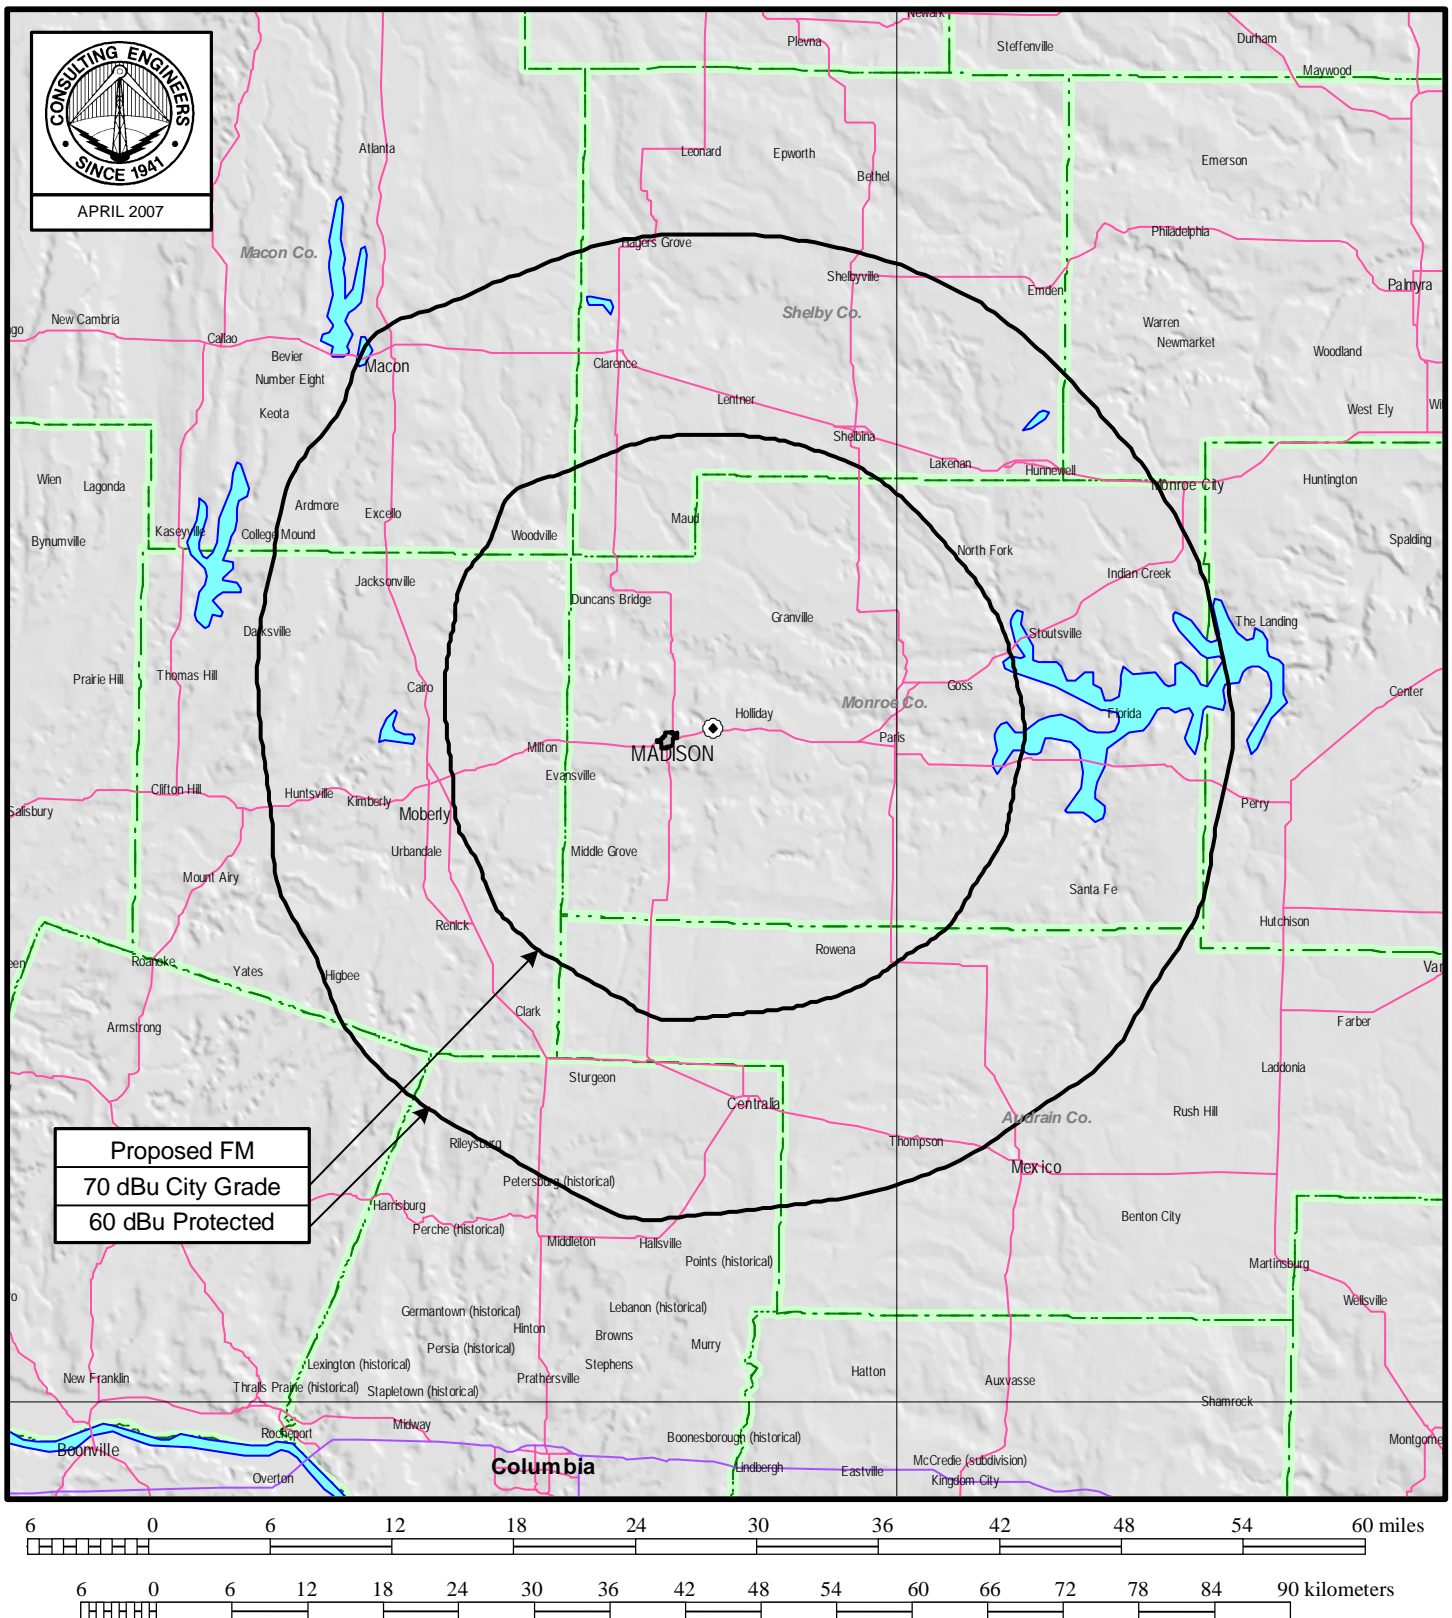 CONSULTING ENGINEERS
SINCE 1941
APRIL 2007
Newark
Plevna
Steffenville
Durham
Maywood
Atlanta
Leonard
Epworth
Bethel
Emerson
Macon Co.
Hagers Grove
Philadelphia
Shelbyville
Emden
Palmyra
Shelby Co.
New Cambria
ngo
Callao
Bevier
Macon
Number Eight
Keota
Clarence
Lentner
Warren
Newmarket
Woodland
West Ely
Wi
Shelbina
Lakenan
Hunnewell
Monroe City
Huntington
Wien
Lagonda
Ardmore
Excello
Bynumville
Kaseyville
College Mound
Woodville
Maud
North Fork
Spalding
Jacksonville
Indian Creek
Duncans Bridge
Granville
The Landing
Darksville
Stoutsville
Prairie Hill
Thomas Hill
Cairo
Goss
Center
Monroe Co.
Holliday
Florida
Milton
MADISON
Paris
Evansville
Clifton Hill
Huntsville
Kimberly
Moberly
Salisbury
Perry
Urbandale
Middle Grove
Mount Airy
Santa Fe
Renick
Hutchison
Rowena
Roanoke
Yates
Higbee
een
Van
Armstrong
Clark
Farber
Sturgeon
Laddonia
Centralia
Rush Hill
Audrain Co.
Proposed FM
70 dBu City Grade
60 dBu Protected
Rileysburg
Thompson
Mexico
Petersburg (historical)
Harrisburg
Perche (historical)
Benton City
Middleton
Hallsville
Points (historical)
Martinsburg
ro
Germantown (historical)
Lebanon (historical)
Wellsville
Hinton
Browns
Persia (historical)
Murry
Lexington (historical)
Stephens
Hatton
New Franklin
Thralls Prairie (historical)
Stapletown (historical)
Prathersville
Auxvasse
Shamrock
Rocheport
Midway
Boonesborough (historical)
Montgome
Boonville
Columbia
Lindbergh
Eastville
McCredie (subdivision)
Overton
Kingdom City
6 0 6 12 18 24 30 36 42 48 54 60 miles
6 0 6 12 18 24 30 36 42 48 54 60 66 72 78 84 90 kilometers